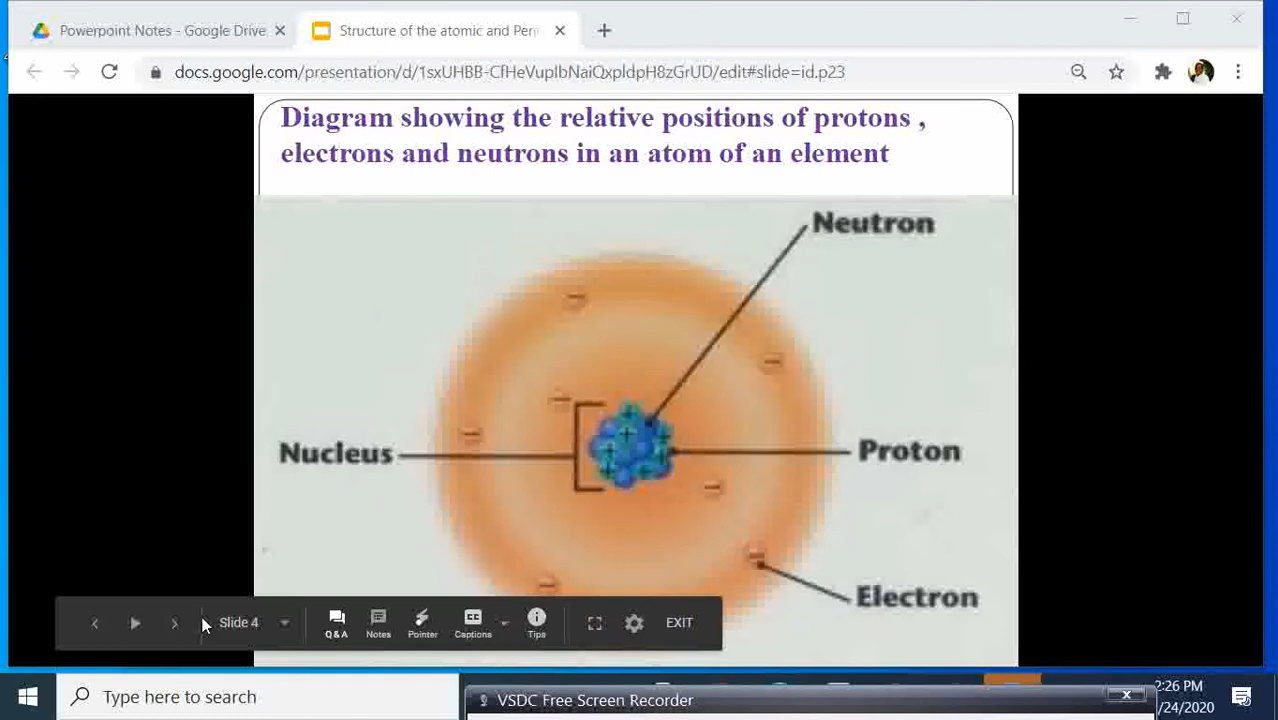 Powerpoint Notes - Google Drive
Structure of the atomic and Per
docs.google.com/presentation/d/1sxUHBB-CfHeVuplbNaiQxpldpH8zGrUD/edit#slide=id.p23
Diagram showing the relative positions of protons ,
electrons and neutrons in an atom of an element
Neutron
Nucleus
Proton
Electron
Slide 4
Q&A
Notes
Pointer
CC
Captions
Tips
EXIT
Type here to search
VSDC Free Screen Recorder
2:26 PM
/24/2020